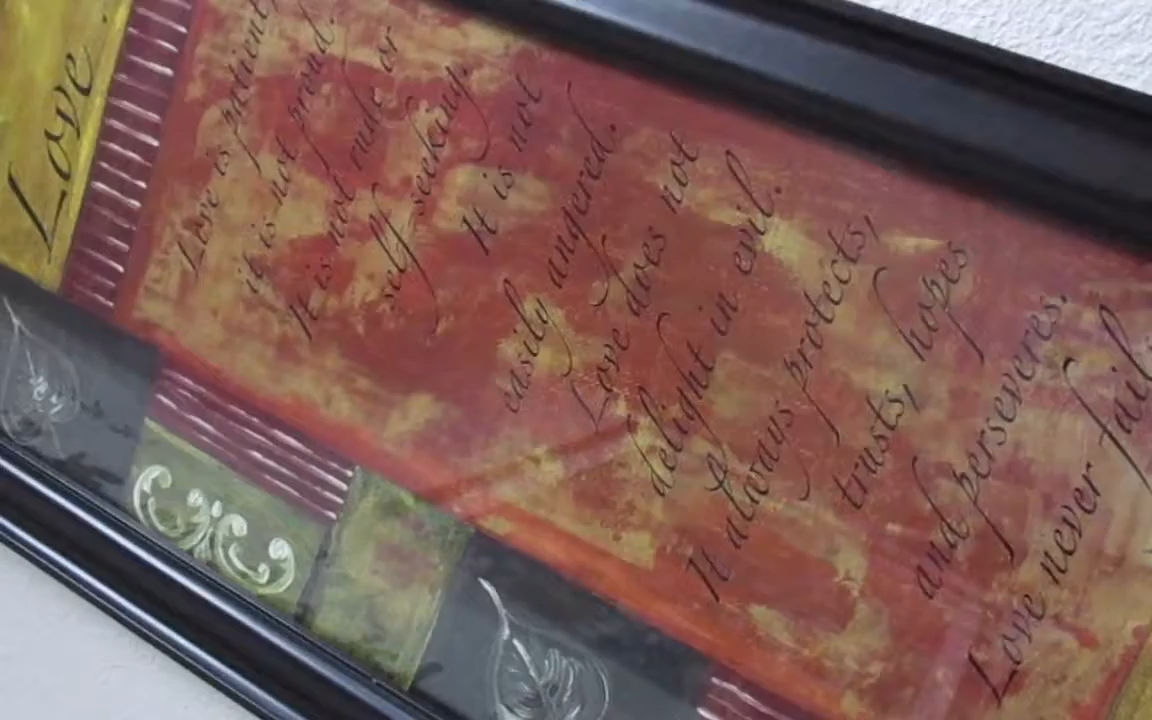 Love
Love is patient,
it is not proud.
It is not rude or
self seeking.
It is not
easily angered.
Love does not
delight in evil.
It always protects,
trusts, hopes
and perseveres.
Love never fail